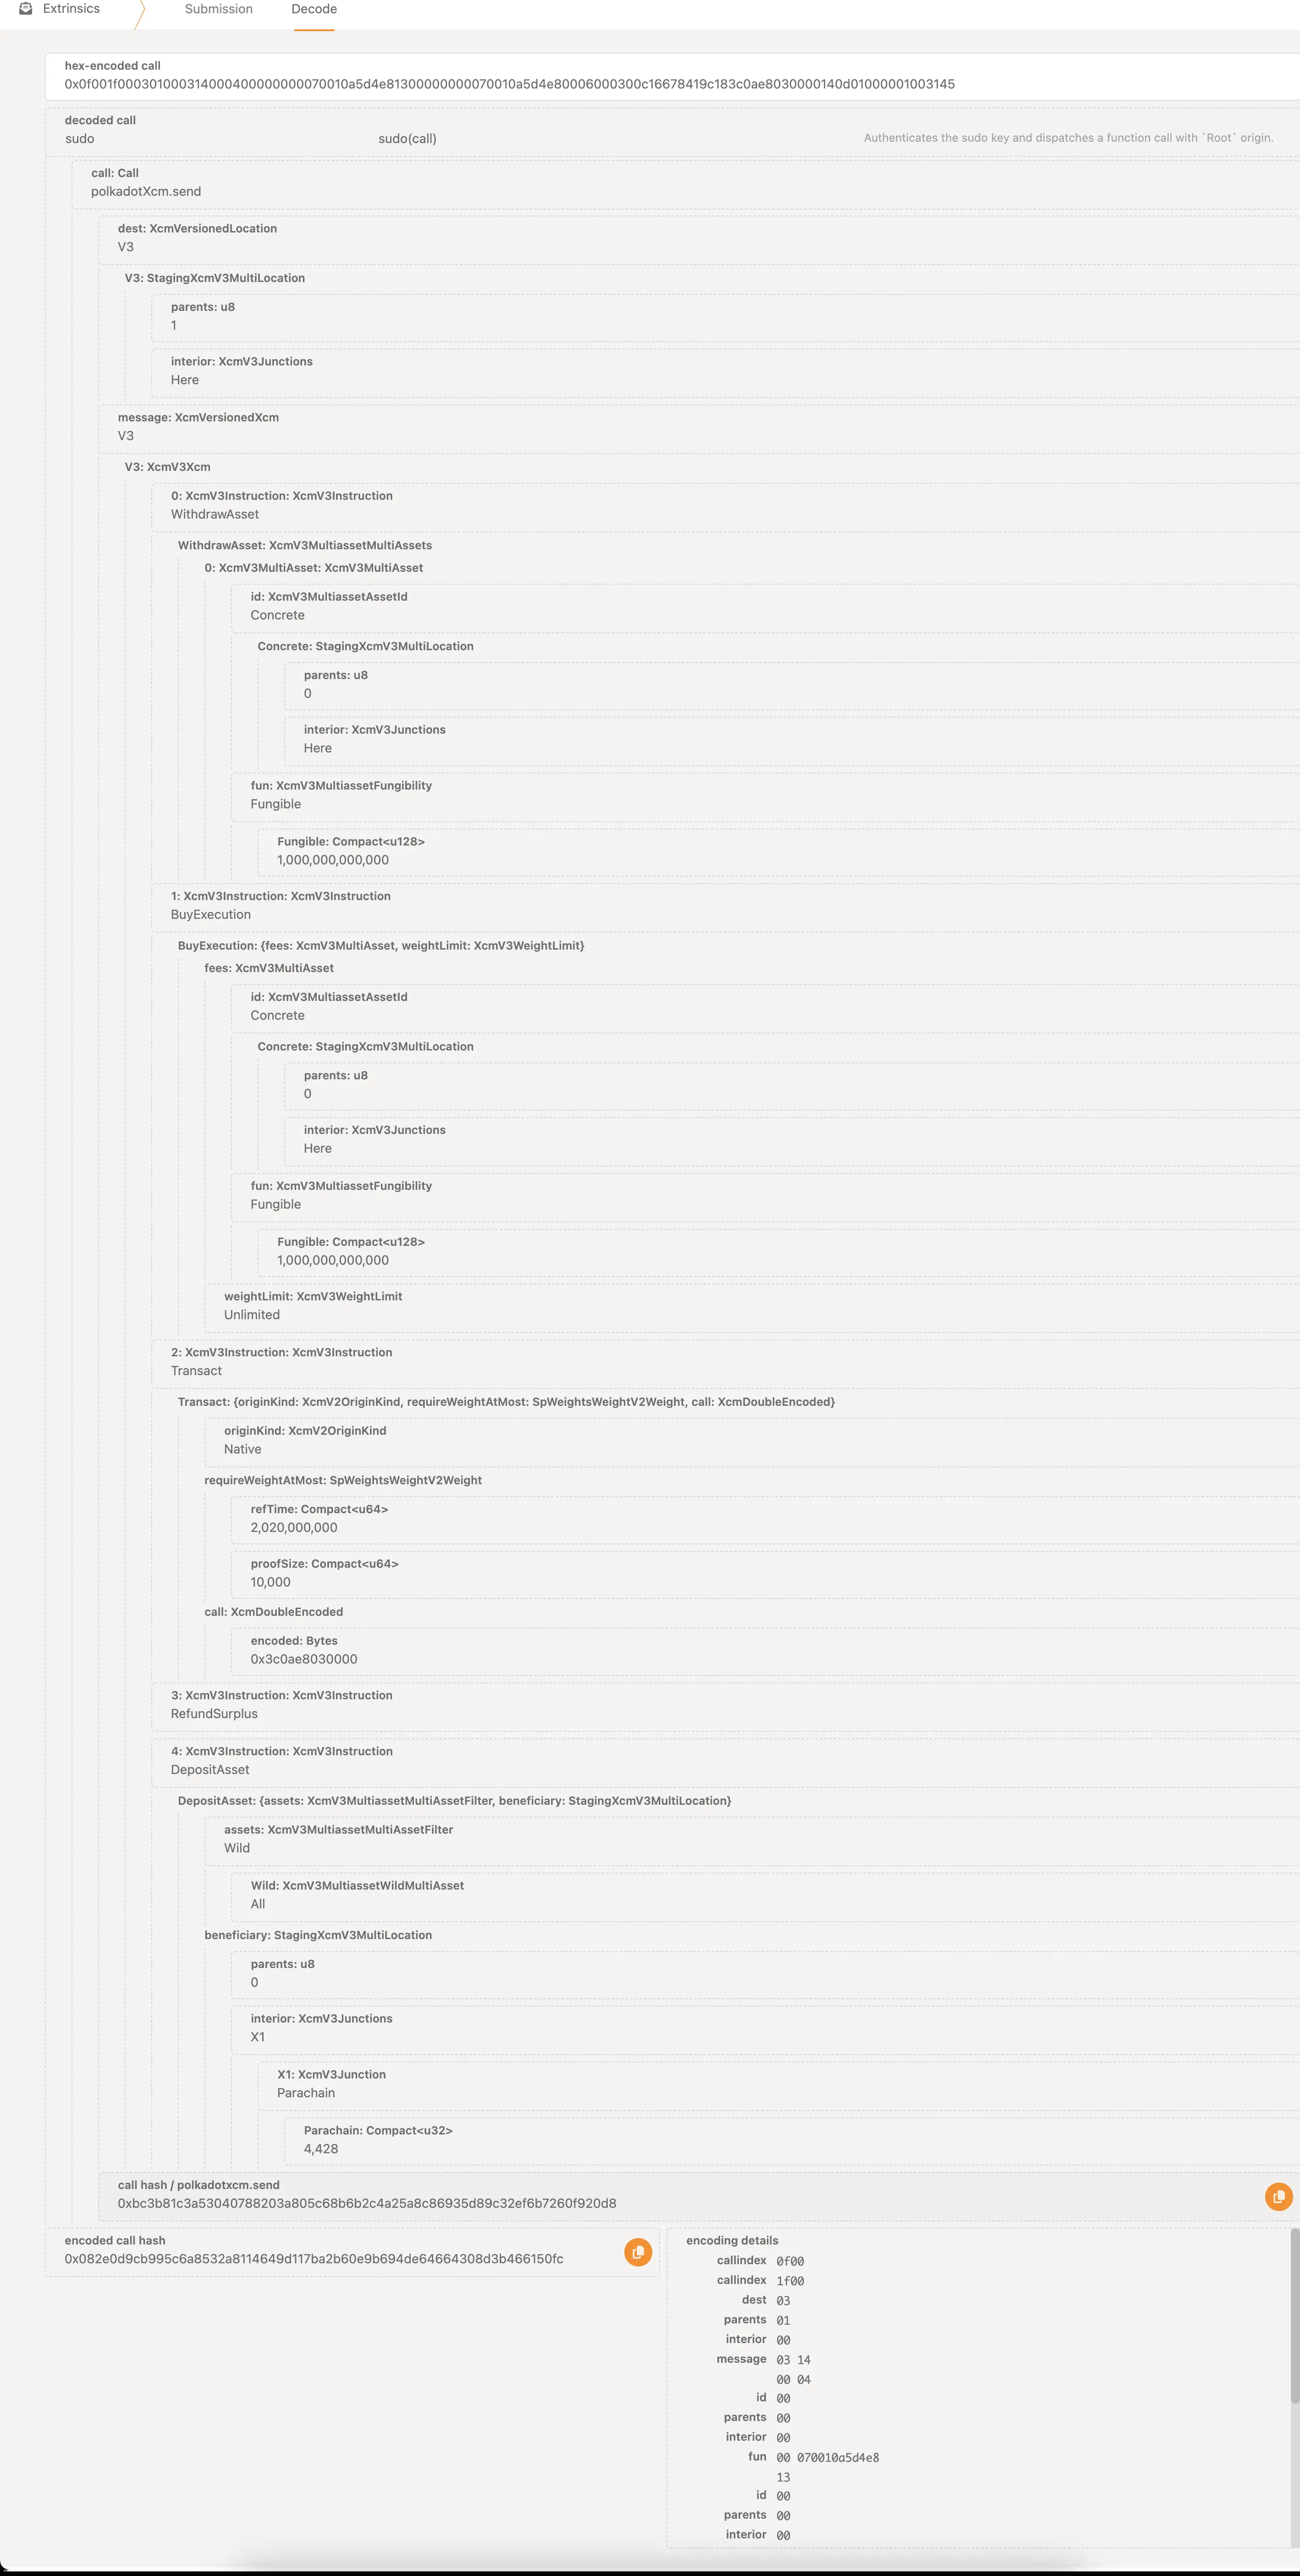 Extrinsics Submission Decode
hex-encoded call
0x0f001f00030100031400040000000070010a5d4e81300000000070010a5d4e80006000300c16678419c183c0ae8030000140d01000001003145
decoded call
sudo sudo(call) Authenticates the sudo key and dispatches a function call with `Root` origin.
call: Call
polkadotXcm.send
dest: XcmVersionedLocation
V3
V3: StagingXcmV3MultiLocation
parents: u8
1
interior: XcmV3Junctions
Here
message: XcmVersionedXcm
V3
V3: XcmV3Xcm
0: XcmV3Instruction: XcmV3Instruction
WithdrawAsset
WithdrawAsset: XcmV3MultiassetMultiAssets
0: XcmV3MultiAsset: XcmV3MultiAsset
id: XcmV3MultiassetAssetId
Concrete
Concrete: StagingXcmV3MultiLocation
parents: u8
0
interior: XcmV3Junctions
Here
fun: XcmV3MultiassetFungibility
Fungible
Fungible: Compact<u128>
1,000,000,000,000
1: XcmV3Instruction: XcmV3Instruction
BuyExecution
BuyExecution: {fees: XcmV3MultiAsset, weightLimit: XcmV3WeightLimit}
fees: XcmV3MultiAsset
id: XcmV3MultiassetAssetId
Concrete
Concrete: StagingXcmV3MultiLocation
parents: u8
0
interior: XcmV3Junctions
Here
fun: XcmV3MultiassetFungibility
Fungible
Fungible: Compact<u128>
1,000,000,000,000
weightLimit: XcmV3WeightLimit
Unlimited
2: XcmV3Instruction: XcmV3Instruction
Transact
Transact: {originKind: XcmV2OriginKind, requireWeightAtMost: SpWeightsWeightV2Weight, call: XcmDoubleEncoded}
originKind: XcmV2OriginKind
Native
requireWeightAtMost: SpWeightsWeightV2Weight
refTime: Compact<u64>
2,020,000,000
proofSize: Compact<u64>
10,000
call: XcmDoubleEncoded
encoded: Bytes
0x3c0ae8030000
3: XcmV3Instruction: XcmV3Instruction
RefundSurplus
4: XcmV3Instruction: XcmV3Instruction
DepositAsset
DepositAsset: {assets: XcmV3MultiassetMultiAssetFilter, beneficiary: StagingXcmV3MultiLocation}
assets: XcmV3MultiassetMultiAssetFilter
Wild
Wild: XcmV3MultiassetWildMultiAsset
All
beneficiary: StagingXcmV3MultiLocation
parents: u8
0
interior: XcmV3Junctions
X1
X1: XcmV3Junction
Parachain
Parachain: Compact<u32>
4,428
call hash / polkadotxcm.send
0xbc3b81c3a53040788203a805c68b6b2c4a25a8c86935d89c32ef6b7260f920d8
encoded call hash
0x082e0d9cb995c6a8532a8114649d117ba2b60e9b694de64664308d3b466150fc
encoding details
callindex 0f00
callindex 1f00
dest 03
parents 01
interior 00
message 03 14
00 04
id 00
parents 00
interior 00
fun 00 070010a5d4e8
13
id 00
parents 00
interior 00